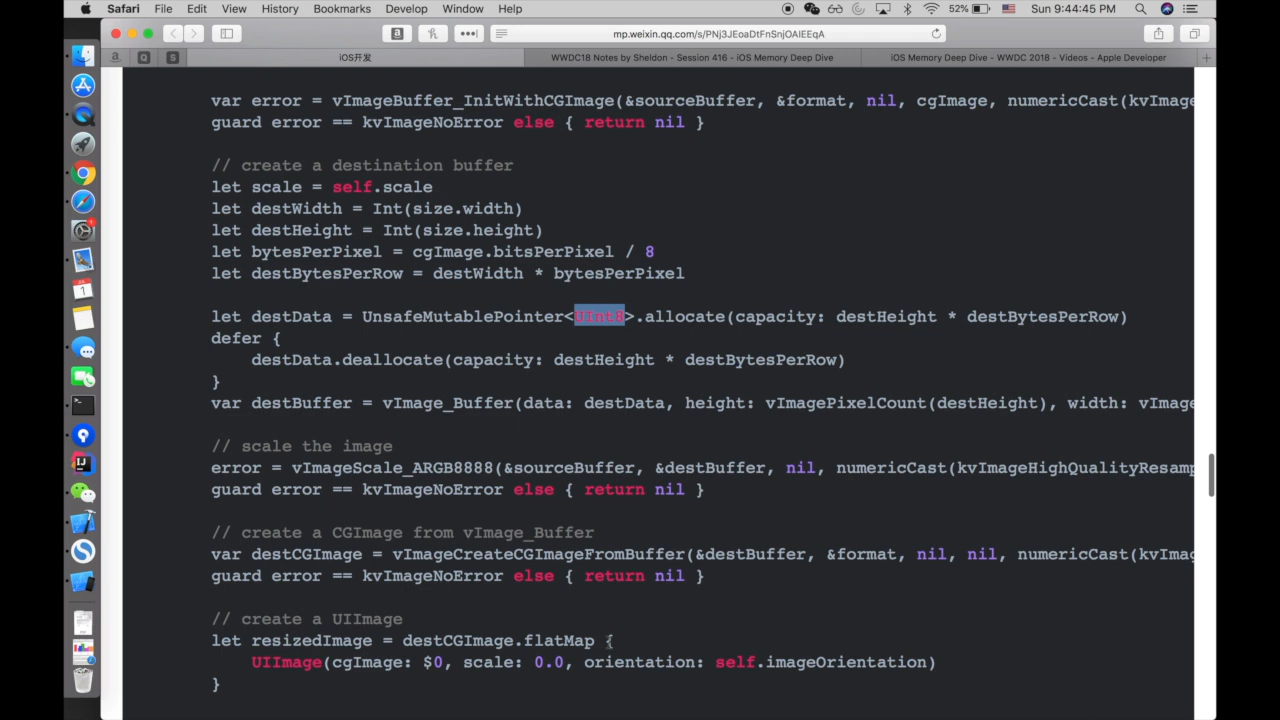 Safari File Edit View History Bookmarks Develop Window Help 52% Sun 9:44:45 PM
mp.weixin.qq.com/s/PNj3JEoaDtFnSnjOAIEEqA
a Q S iOS开发 WWDC18 Notes by Sheldon - Session 416 - iOS Memory Deep Dive iOS Memory Deep Dive - WWDC 2018 - Videos - Apple Developer
var error = vImageBuffer_InitWithCGImage(&sourceBuffer, &format, nil, cgImage, numericCast(kvImage
guard error == kvImageNoError else { return nil }
// create a destination buffer
let scale = self.scale
let destWidth = Int(size.width)
let destHeight = Int(size.height)
let bytesPerPixel = cgImage.bitsPerPixel / 8
let destBytesPerRow = destWidth * bytesPerPixel
let destData = UnsafeMutablePointer<UInt8>.allocate(capacity: destHeight * destBytesPerRow)
defer {
destData.deallocate(capacity: destHeight * destBytesPerRow)
}
var destBuffer = vImage_Buffer(data: destData, height: vImagePixelCount(destHeight), width: vImage
// scale the image
error = vImageScale_ARGB8888(&sourceBuffer, &destBuffer, nil, numericCast(kvImageHighQualityResamp
guard error == kvImageNoError else { return nil }
// create a CGImage from vImage_Buffer
var destCGImage = vImageCreateCGImageFromBuffer(&destBuffer, &format, nil, nil, numericCast(kvImag
guard error == kvImageNoError else { return nil }
// create a UIImage
let resizedImage = destCGImage.flatMap {
UIImage(cgImage: $0, scale: 0.0, orientation: self.imageOrientation)
}